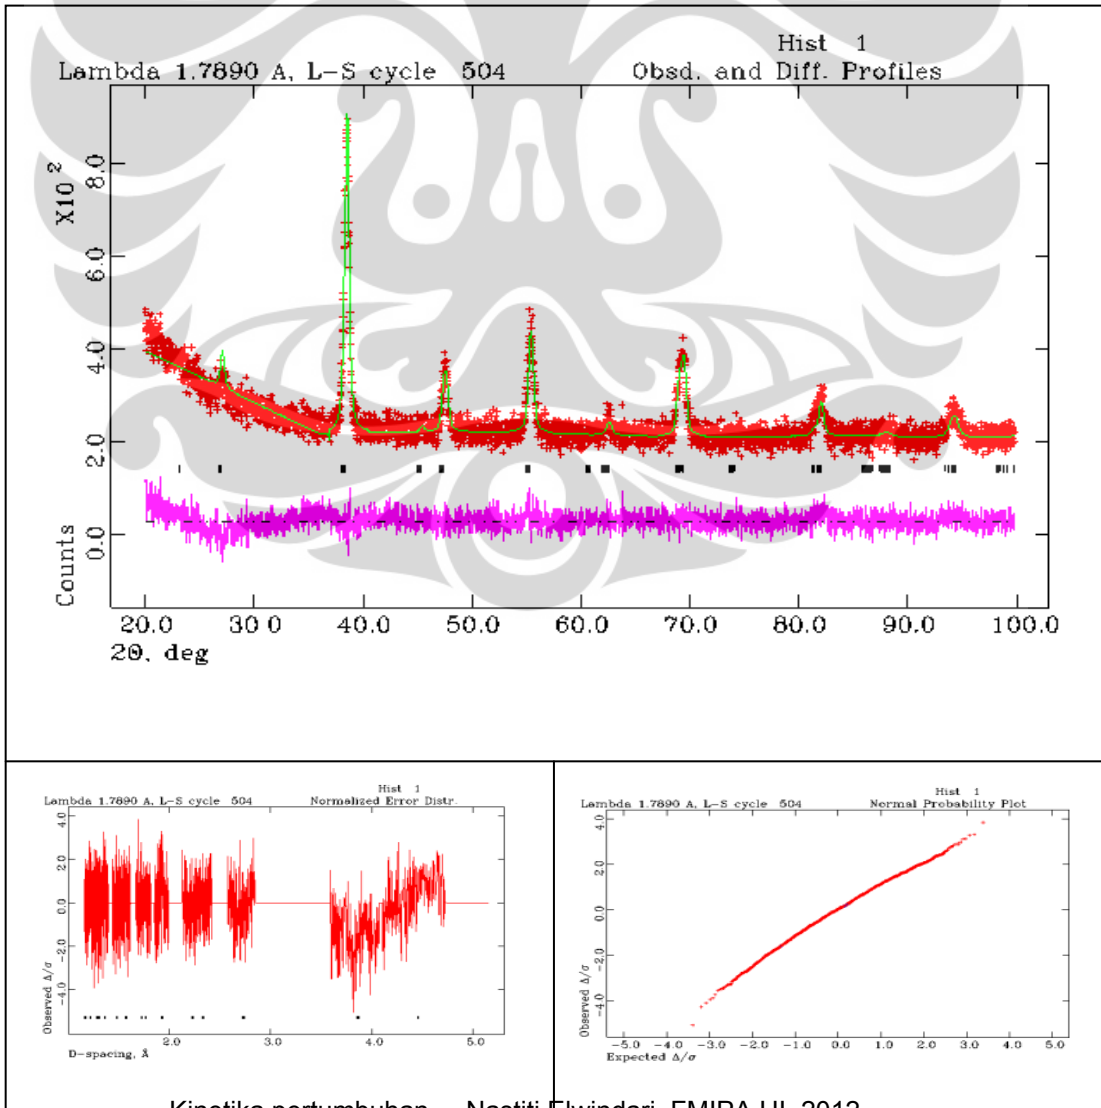 Hist 1
Lambda 1.7890 A, L-S cycle 504 Obsd. and Diff. Profiles
X10 2
8.0
6.0
4.0
2.0
0.0
Counts
20.0 30.0 40.0 50.0 60.0 70.0 80.0 90.0 100.0
2Θ, deg
Hist 1
Lambda 1.7890 A, L-S cycle 504 Normalized Error Distr.
4.0
2.0
0.0
-2.0
-4.0
Observed Δ/σ
2.0 3.0 4.0 5.0
D-spacing, Å
Hist 1
Lambda 1.7890 A, L-S cycle 504 Normal Probability Plot
4.0
2.0
0.0
-2.0
-4.0
Observed Δ/σ
-5.0 -4.0 -3.0 -2.0 -1.0 0.0 1.0 2.0 3.0 4.0 5.0
Expected Δ/σ
Kinetika pertumbuhan..., Nastiti Elwindari, FMIPA UI, 2012